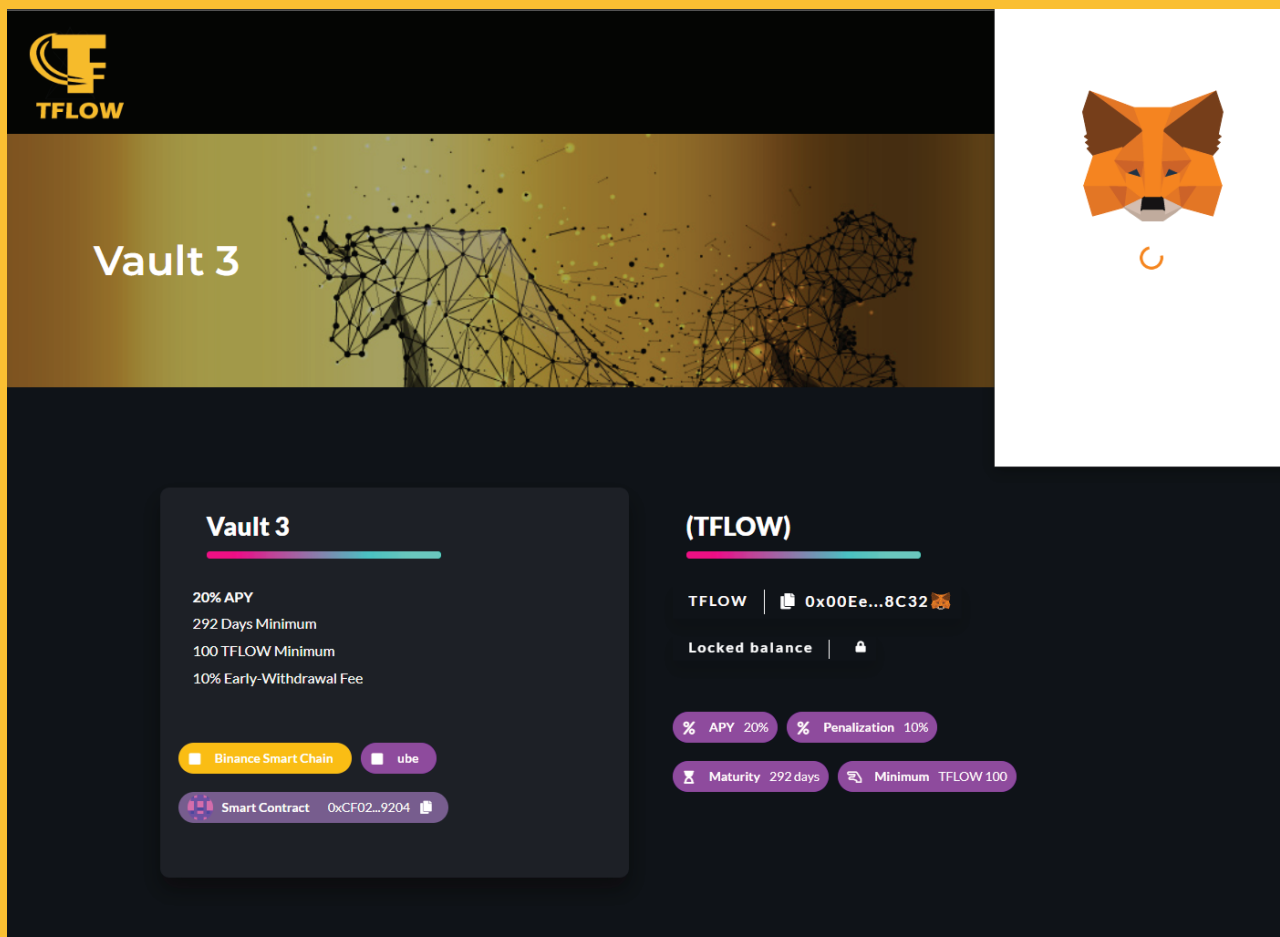 TFLOW
Vault 3
Vault 3
20% APY
292 Days Minimum
100 TFLOW Minimum
10% Early-Withdrawal Fee
Binance Smart Chain ube
Smart Contract 0xCF02...9204
(TFLOW)
TFLOW 0x00Ee...8C32
Locked balance
APY 20% Penalization 10%
Maturity 292 days Minimum TFLOW 100